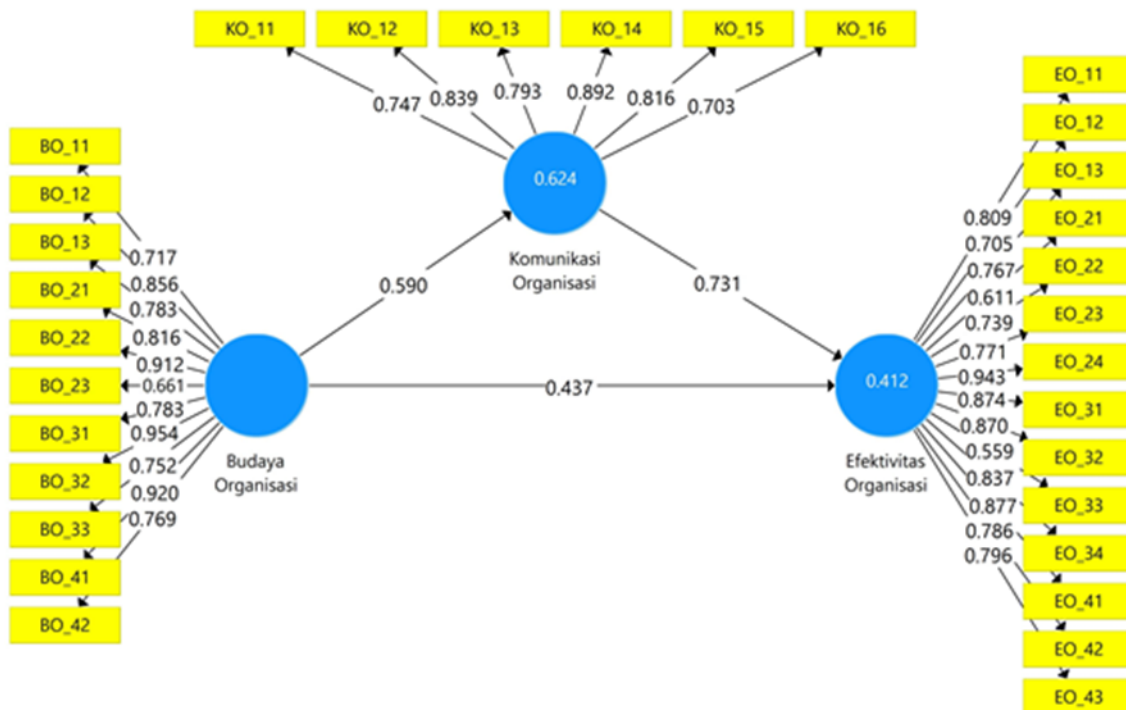 KO_11
KO_12
KO_13
KO_14
KO_15
KO_16
0.747
0.839
0.793
0.892
0.816
0.703
BO_11
BO_12
BO_13
BO_21
BO_22
BO_23
BO_31
BO_32
BO_33
BO_41
BO_42
0.717
0.856
0.783
0.816
0.912
0.661
0.783
0.954
0.752
0.920
0.769
Budaya
Organisasi
0.590
0.624
Komunikasi
Organisasi
0.731
0.437
0.412
Efektivitas
Organisasi
0.809
0.705
0.767
0.611
0.739
0.771
0.943
0.874
0.870
0.559
0.837
0.877
0.786
0.796
EO_11
EO_12
EO_13
EO_21
EO_22
EO_23
EO_24
EO_31
EO_32
EO_33
EO_34
EO_41
EO_42
EO_43